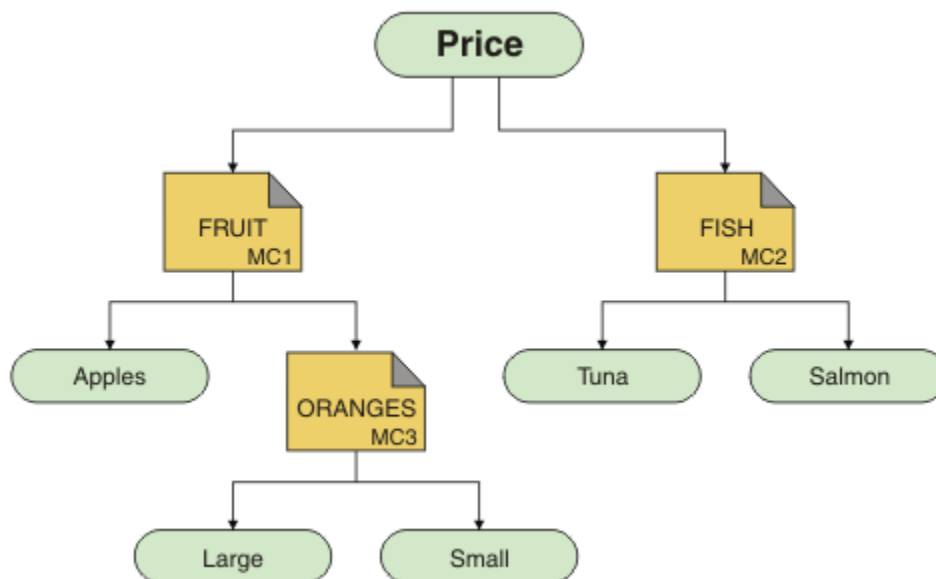 Price
FRUIT
MC1
FISH
MC2
Apples
ORANGES
MC3
Tuna
Salmon
Large
Small